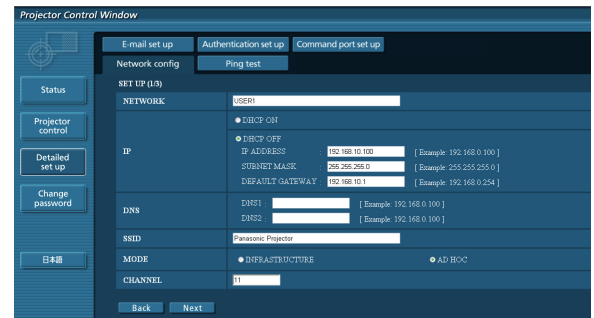 Projector Control Window
E-mail set up Authentication set up Command port set up
Network config Ping test
Status
Projector control
Detailed set up
Change password
日本語
SET UP (1/3)
NETWORK USER1
IP
DHCP ON
DHCP OFF
IP ADDRESS : 192.168.10.100 [ Example: 192.168.0.100 ]
SUBNET MASK : 255.255.255.0 [ Example: 255.255.255.0 ]
DEFAULT GATEWAY : 192.168.10.1 [ Example: 192.168.0.254 ]
DNS
DNS1 : [ Example: 192.168.0.100 ]
DNS2 : [ Example: 192.168.0.100 ]
SSID Panasonic Projector
MODE INFRASTRUCTURE AD HOC
CHANNEL 11
Back Next